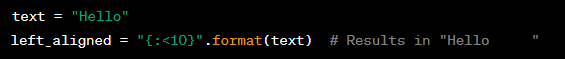 text = "Hello"
left_aligned = "{:<10}".format(text)  # Results in "Hello     "